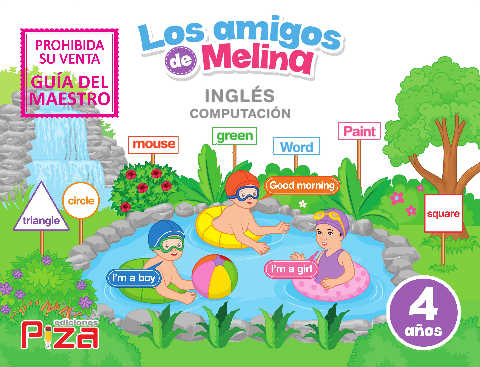 PROHIBIDA
SU VENTA
GUÍA DEL
MAESTRO
Los amigos
de Melina
INGLÉS
COMPUTACIÓN
mouse
green
Word
Paint
Good morning
triangle
circle
square
I'm a boy
I'm a girl
4
años
ediciones
Piza